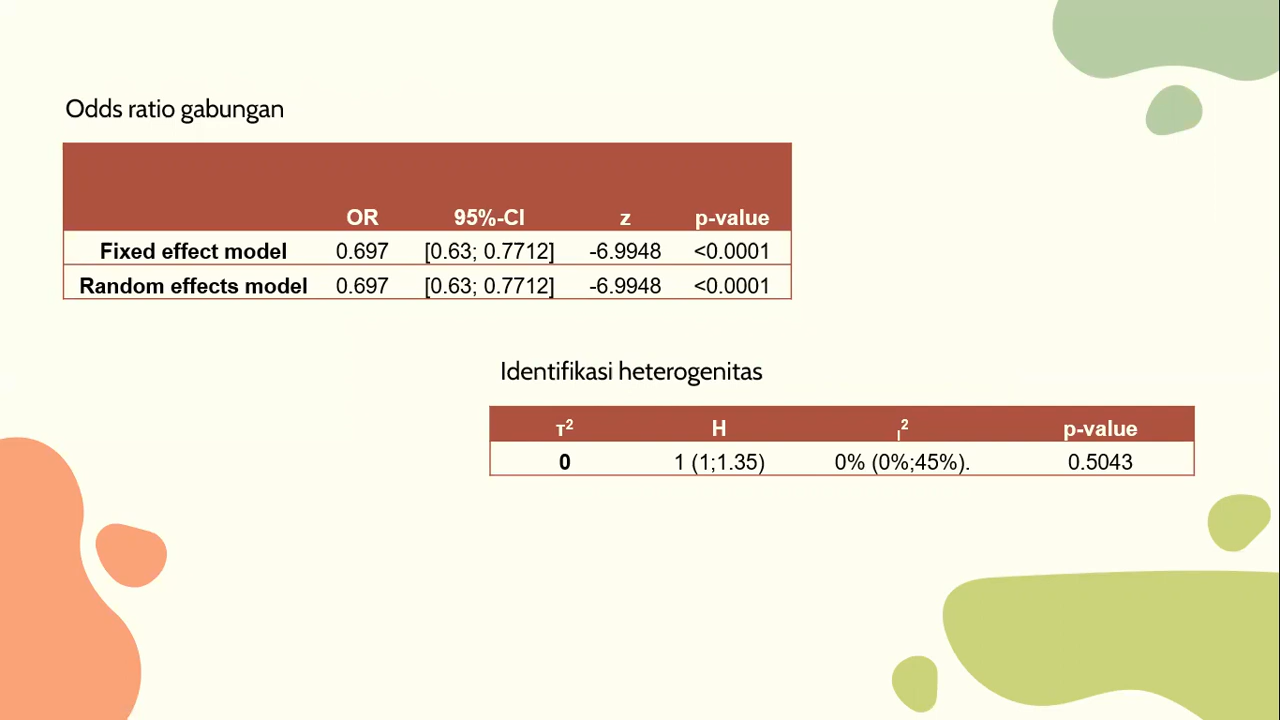 Odds ratio gabungan
OR 95%-CI z p-value
Fixed effect model 0.697 [0.63; 0.7712] -6.9948 <0.0001
Random effects model 0.697 [0.63; 0.7712] -6.9948 <0.0001
Identifikasi heterogenitas
τ² H I² p-value
0 1 (1;1.35) 0% (0%;45%). 0.5043